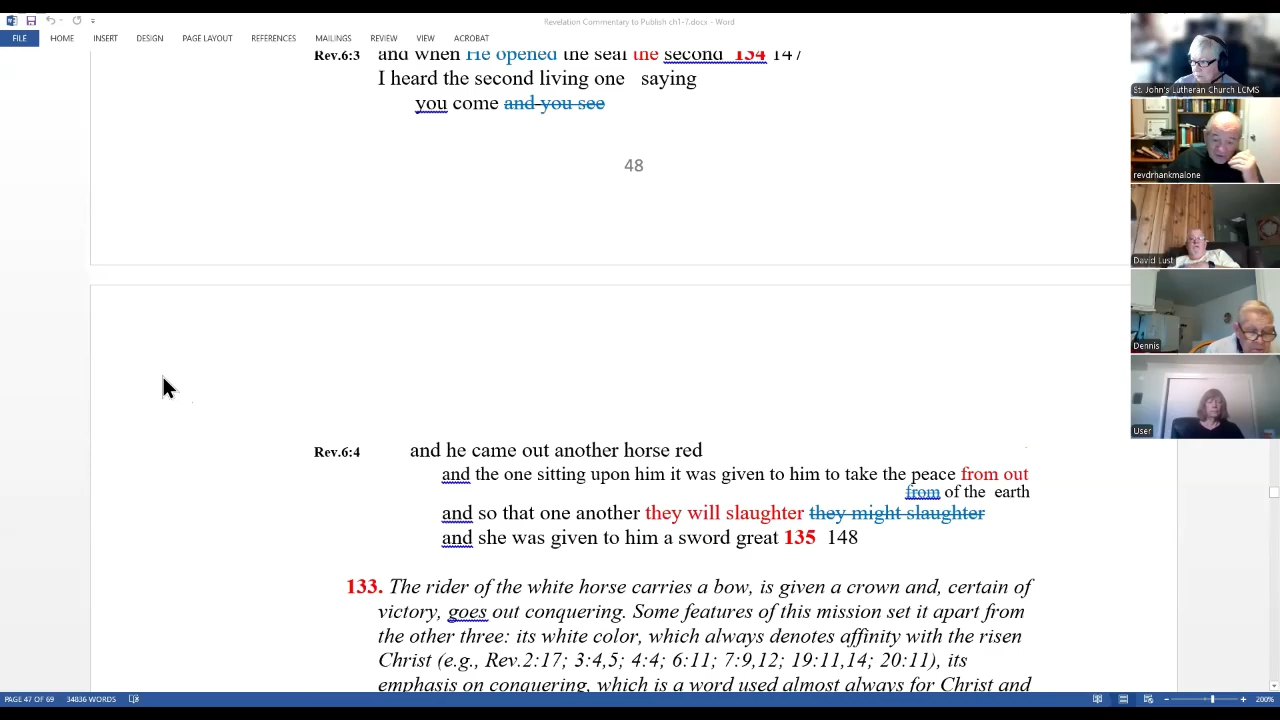 Revelation Commentary to Publish ch1-7.docx - Word
FILE HOME INSERT DESIGN PAGE LAYOUT REFERENCES MAILINGS REVIEW VIEW ACROBAT
Rev.6:3 and when He opened the seal the second 134 147
I heard the second living one saying
you come and you see
48
Rev.6:4 and he came out another horse red
and the one sitting upon him it was given to him to take the peace from out
from of the earth
and so that one another they will slaughter they might slaughter
and she was given to him a sword great 135 148
133. The rider of the white horse carries a bow, is given a crown and, certain of
victory, goes out conquering. Some features of this mission set it apart from
the other three: its white color, which always denotes affinity with the risen
Christ (e.g., Rev.2:17; 3:4,5; 4:4; 6:11; 7:9,12; 19:11,14; 20:11), its
emphasis on conquering, which is a word used almost always for Christ and
St. John's Lutheran Church LCMS
revdrhankmalone
David Lust
Dennis
User
PAGE 47 OF 69 34836 WORDS 200%